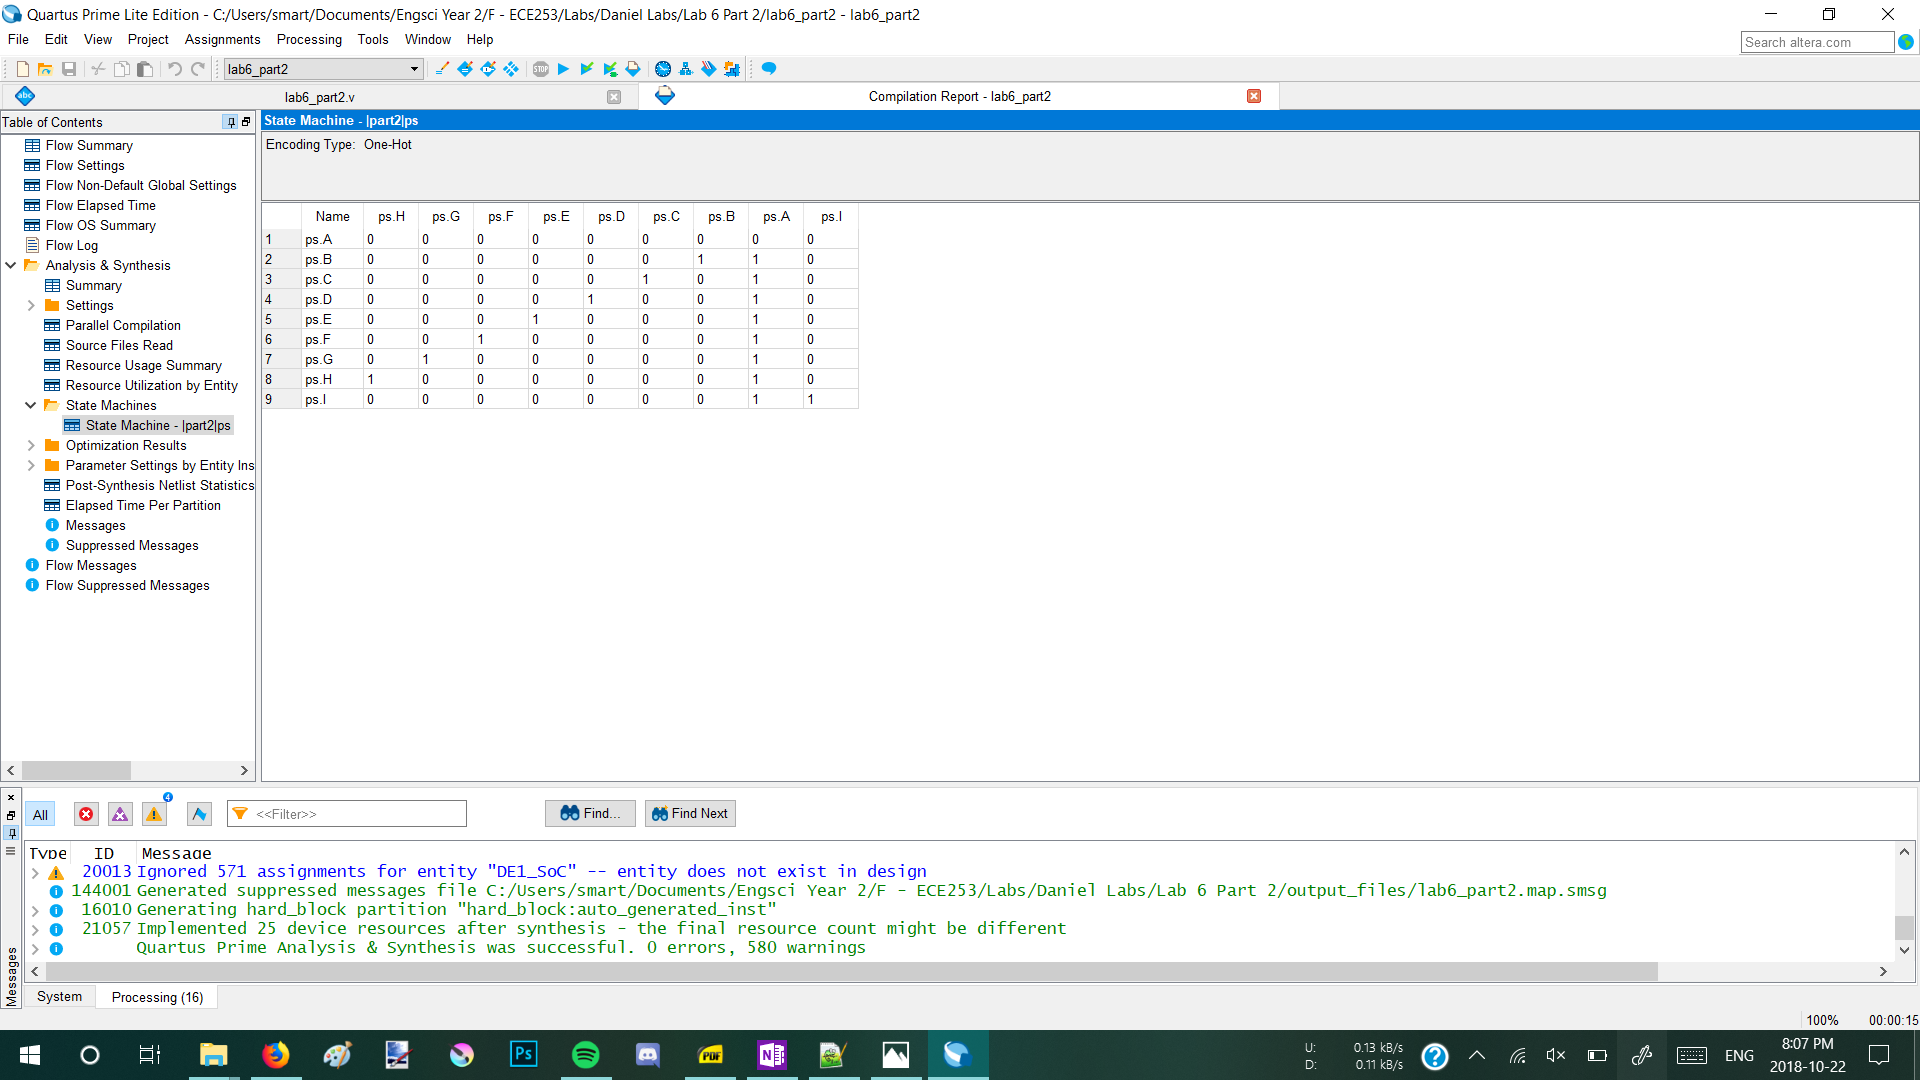 Quartus Prime Lite Edition - C:/Users/smart/Documents/Engsci Year 2/F - ECE253/Labs/Daniel Labs/Lab 6 Part 2/lab6_part2 - lab6_part2
File Edit View Project Assignments Processing Tools Window Help
Search altera.com
lab6_part2
STOP
abc
lab6_part2.v
Compilation Report - lab6_part2
Table of Contents
Flow Summary
Flow Settings
Flow Non-Default Global Settings
Flow Elapsed Time
Flow OS Summary
Flow Log
Analysis & Synthesis
Summary
Settings
Parallel Compilation
Source Files Read
Resource Usage Summary
Resource Utilization by Entity
State Machines
State Machine - |part2|ps
Optimization Results
Parameter Settings by Entity Ins
Post-Synthesis Netlist Statistics
Elapsed Time Per Partition
Messages
Suppressed Messages
Flow Messages
Flow Suppressed Messages
State Machine - |part2|ps
Encoding Type: One-Hot
Name ps.H ps.G ps.F ps.E ps.D ps.C ps.B ps.A ps.I
1 ps.A 0 0 0 0 0 0 0 0 0
2 ps.B 0 0 0 0 0 0 1 1 0
3 ps.C 0 0 0 0 0 1 0 1 0
4 ps.D 0 0 0 0 1 0 0 1 0
5 ps.E 0 0 0 1 0 0 0 1 0
6 ps.F 0 0 1 0 0 0 0 1 0
7 ps.G 0 1 0 0 0 0 0 1 0
8 ps.H 1 0 0 0 0 0 0 1 0
9 ps.I 0 0 0 0 0 0 0 1 1
All
4
<<Filter>>
Find...
Find Next
Type ID Message
20013 Ignored 571 assignments for entity "DE1_SoC" -- entity does not exist in design
144001 Generated suppressed messages file C:/Users/smart/Documents/Engsci Year 2/F - ECE253/Labs/Daniel Labs/Lab 6 Part 2/output_files/lab6_part2.map.smsg
16010 Generating hard_block partition "hard_block:auto_generated_inst"
21057 Implemented 25 device resources after synthesis - the final resource count might be different
Quartus Prime Analysis & Synthesis was successful. 0 errors, 580 warnings
Messages
System
Processing (16)
100% 00:00:15
Ps
PDF
N
U: 0.13 kB/s
D: 0.11 kB/s
ENG
8:07 PM
2018-10-22